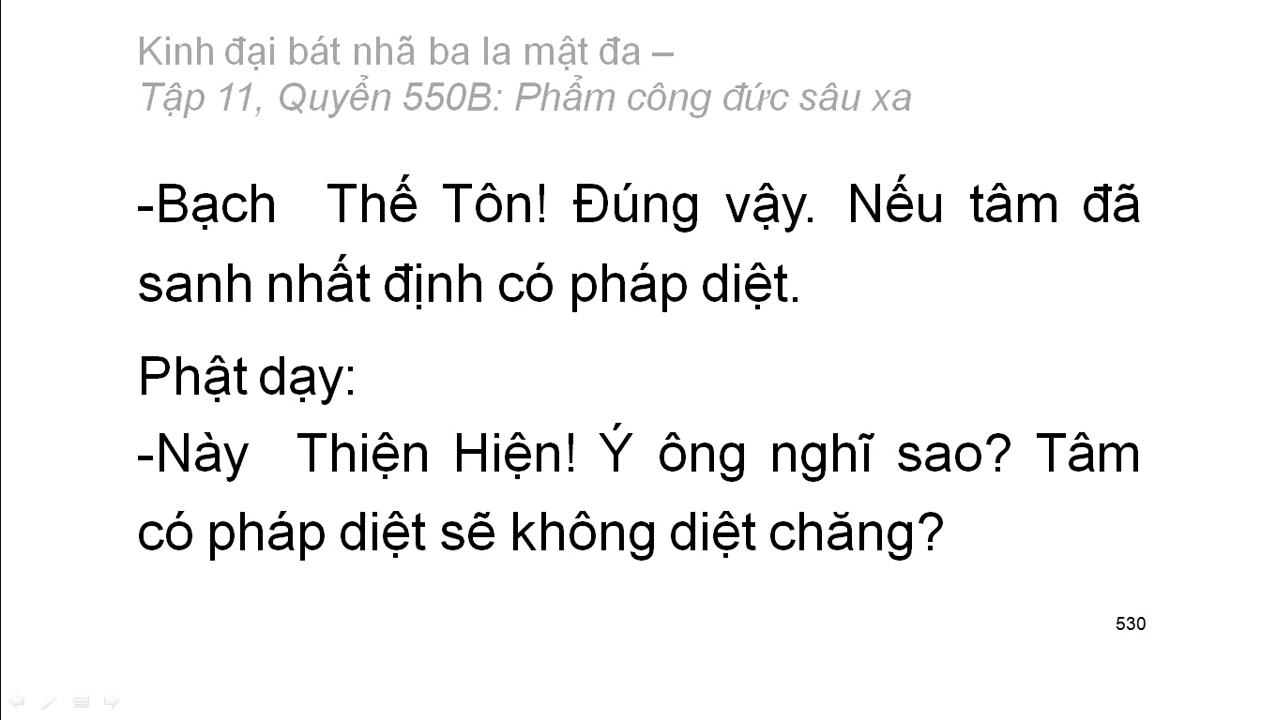 Kinh đại bát nhã ba la mật đa –
Tập 11, Quyển 550B: Phẩm công đức sâu xa
-Bạch Thế Tôn! Đúng vậy. Nếu tâm đã
sanh nhất định có pháp diệt.
Phật dạy:
-Này Thiện Hiện! Ý ông nghĩ sao? Tâm
có pháp diệt sẽ không diệt chăng?
530